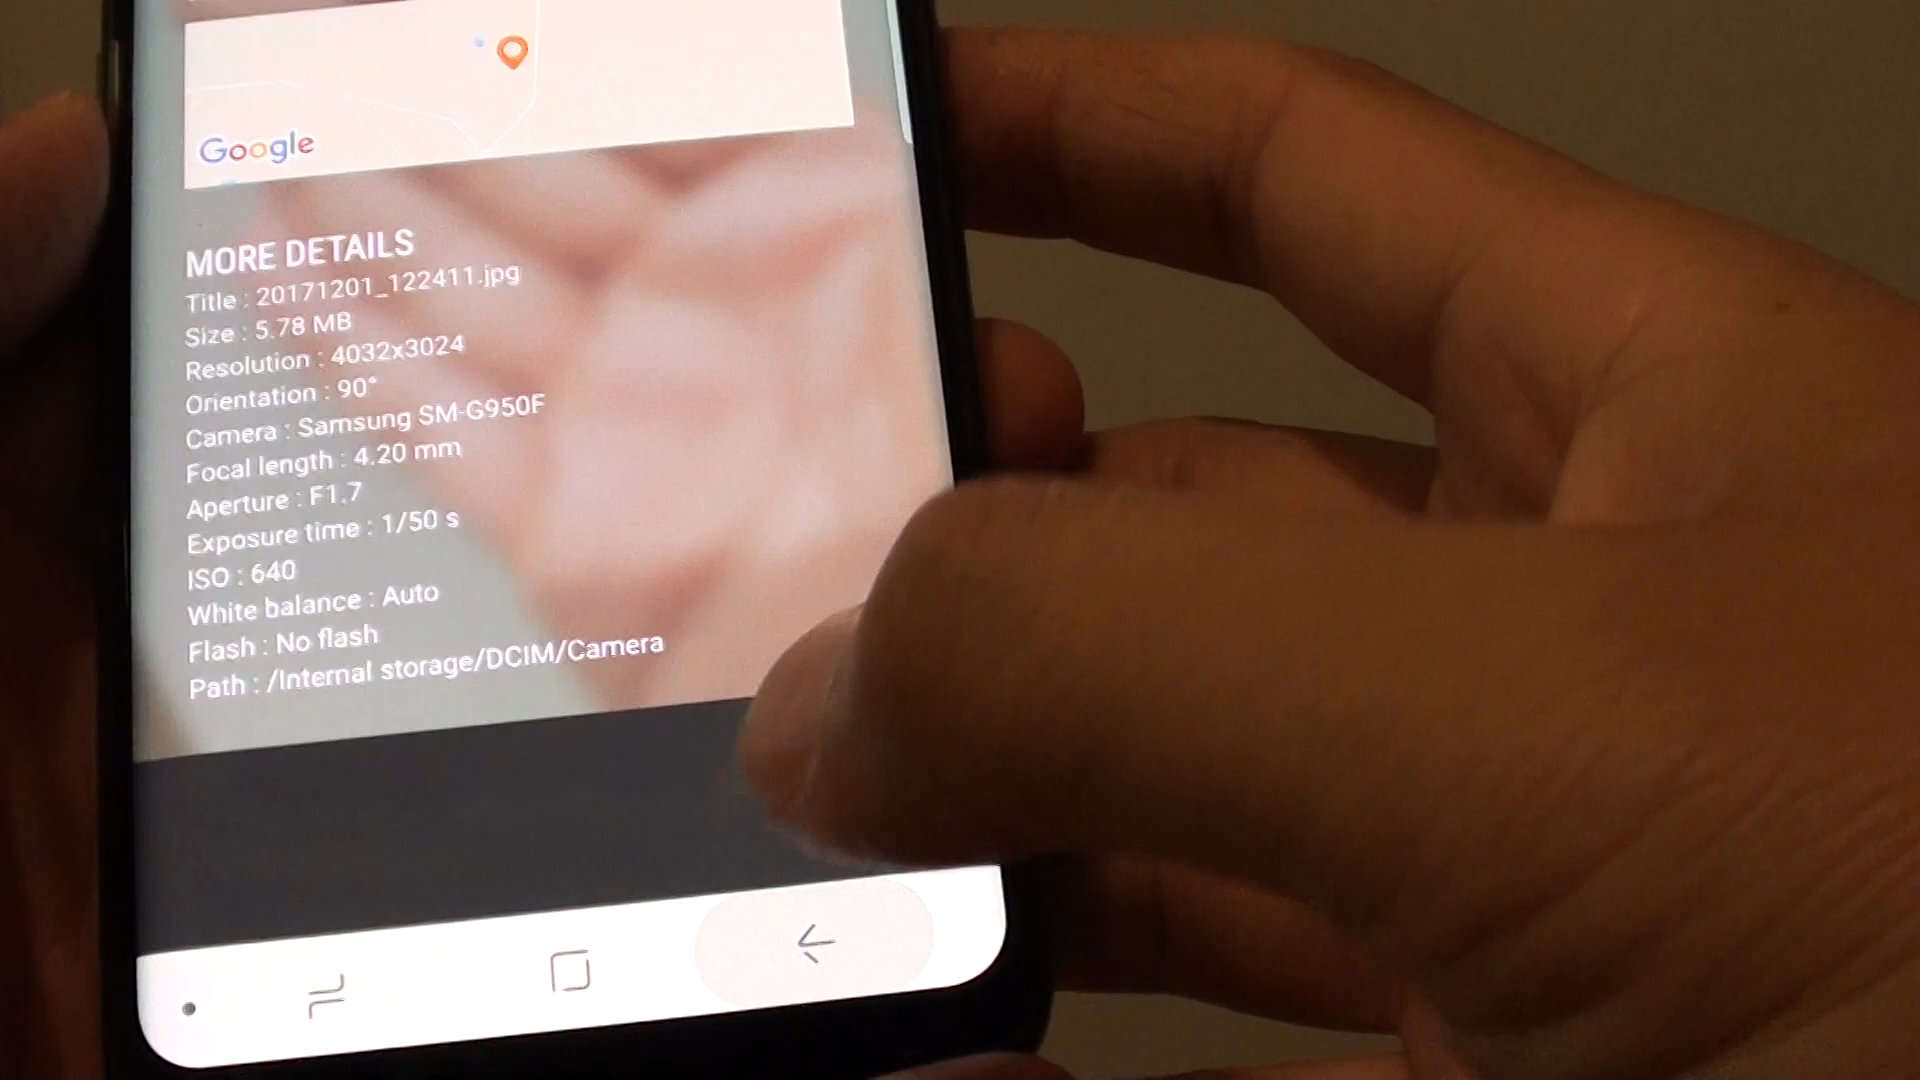 Google
MORE DETAILS
Title : 20171201_122411.jpg
Size : 5.78 MB
Resolution : 4032x3024
Orientation : 90°
Camera : Samsung SM-G950F
Focal length : 4.20 mm
Aperture : F1.7
Exposure time : 1/50 s
ISO : 640
White balance : Auto
Flash : No flash
Path : /Internal storage/DCIM/Camera